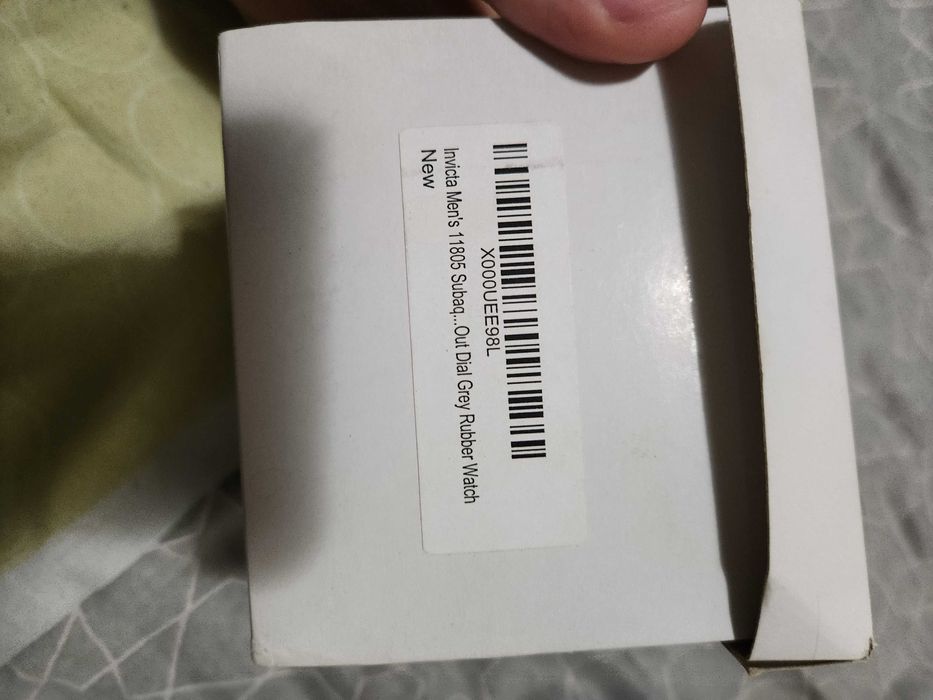 X000UEE98L
Invicta Men's 11805 Subaq...Out Dial Grey Rubber Watch
New